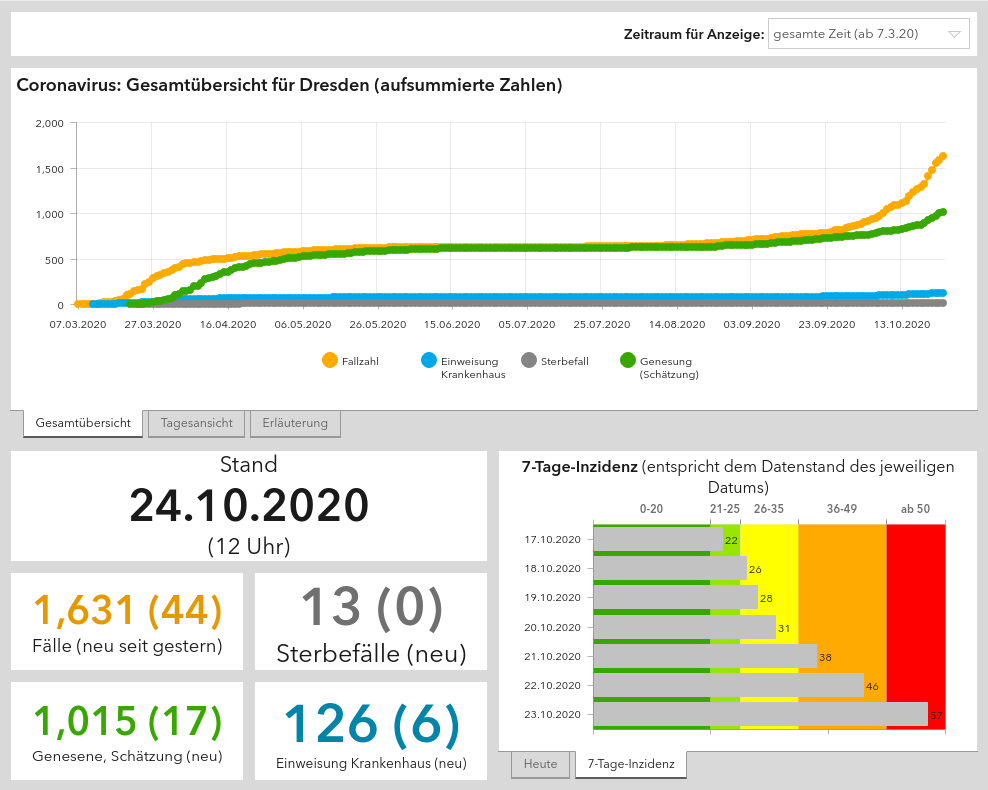 Zeitraum für Anzeige: gesamte Zeit (ab 7.3.20)
Coronavirus: Gesamtübersicht für Dresden (aufsummierte Zahlen)
2,000
1,500
1,000
500
0
07.03.2020 27.03.2020 16.04.2020 06.05.2020 26.05.2020 15.06.2020 05.07.2020 25.07.2020 14.08.2020 03.09.2020 23.09.2020 13.10.2020
Fallzahl Einweisung Sterbefall Genesung
Krankenhaus (Schätzung)
Gesamtübersicht Tagesansicht Erläuterung
Stand
24.10.2020
(12 Uhr)
1,631 (44)
Fälle (neu seit gestern)
13 (0)
Sterbefälle (neu)
1,015 (17)
Genesene, Schätzung (neu)
126 (6)
Einweisung Krankenhaus (neu)
7-Tage-Inzidenz (entspricht dem Datenstand des jeweiligen
Datums)
0-20 21-25 26-35 36-49 ab 50
17.10.2020 22
18.10.2020 26
19.10.2020 28
20.10.2020 31
21.10.2020 38
22.10.2020 46
23.10.2020 57
Heute 7-Tage-Inzidenz